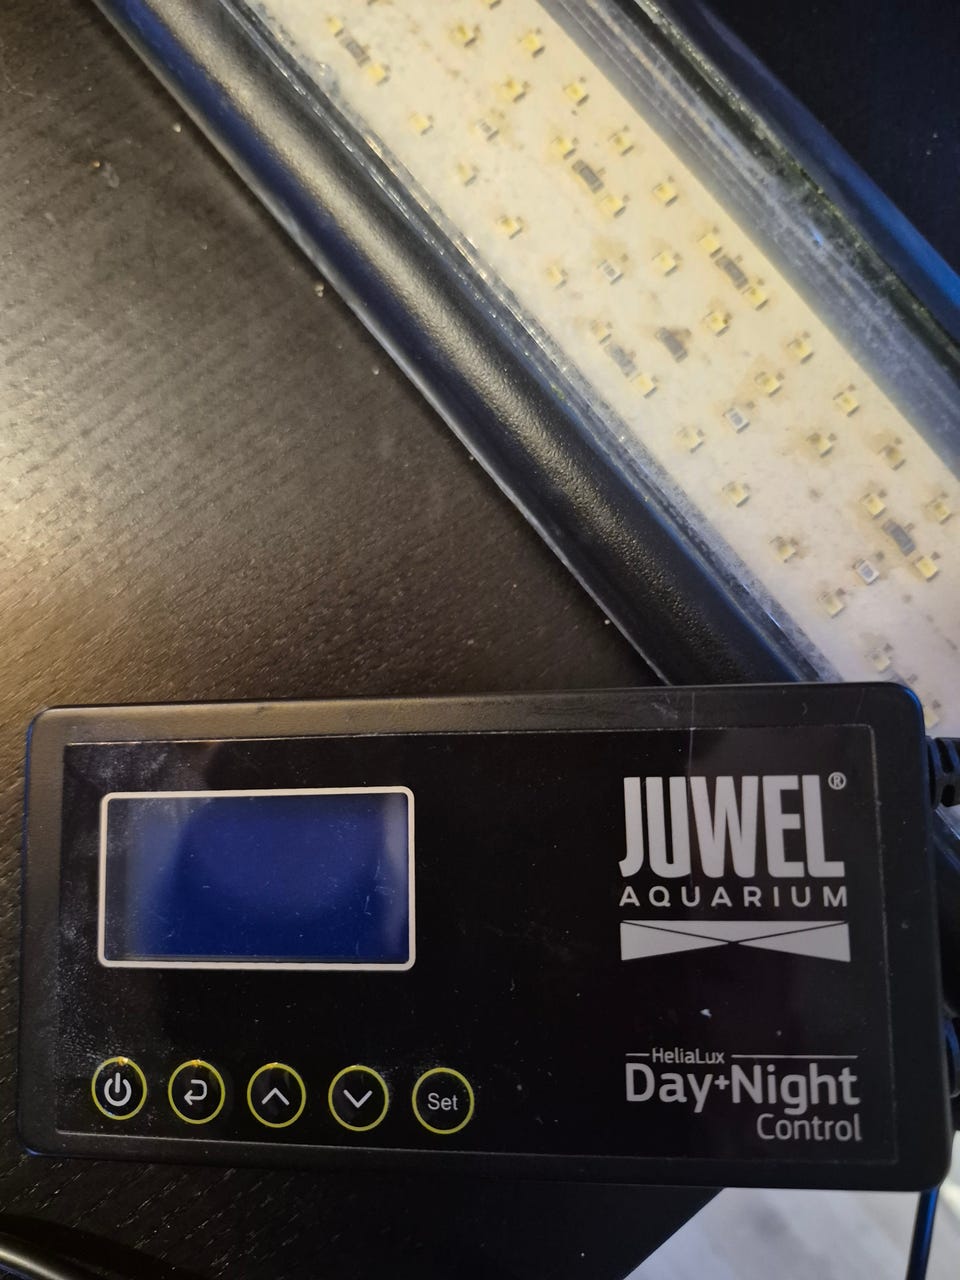 JUWEL®
AQUARIUM
HeliaLux
Day+Night
Control
Set